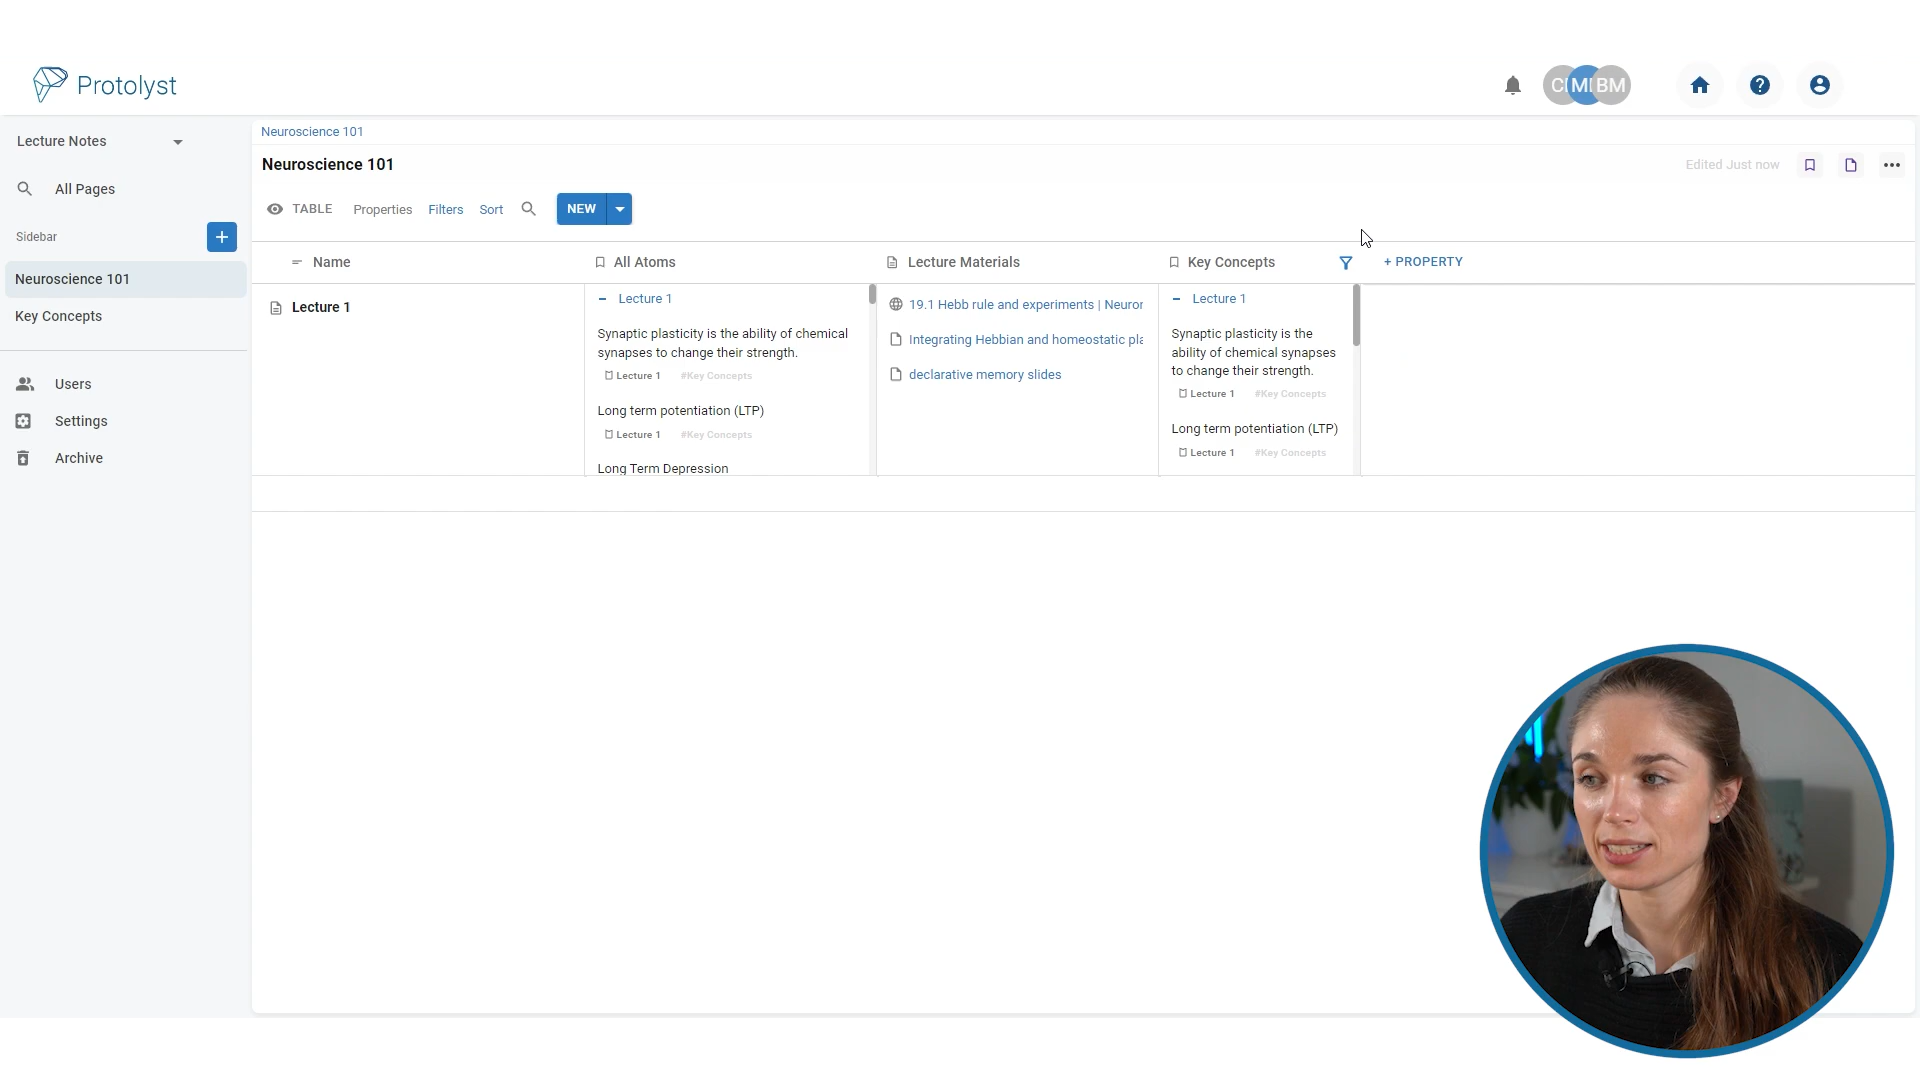 Protolyst
BM
Lecture Notes
All Pages
Sidebar
+
Neuroscience 101
Key Concepts
Users
Settings
Archive
Neuroscience 101
Neuroscience 101
Edited Just now
TABLE Properties Filters Sort NEW
Name All Atoms Lecture Materials Key Concepts + PROPERTY
Lecture 1
Lecture 1
Synaptic plasticity is the ability of chemical
synapses to change their strength.
Lecture 1 #Key Concepts
Long term potentiation (LTP)
Lecture 1 #Key Concepts
Long Term Depression
19.1 Hebb rule and experiments | Neuror
Integrating Hebbian and homeostatic pla
declarative memory slides
Lecture 1
Synaptic plasticity is the
ability of chemical synapses
to change their strength.
Lecture 1 #Key Concepts
Long term potentiation (LTP)
Lecture 1 #Key Concepts